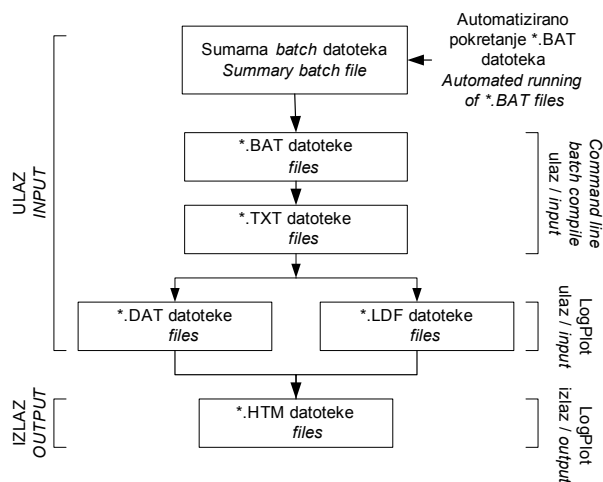 Sumarna batch datoteka
Summary batch file
Automatizirano
pokretanje *.BAT
datoteka
Automated running
of *.BAT files
ULAZ
INPUT
*.BAT datoteke
files
*.TXT datoteke
files
Command line
batch compile
ulaz / input
*.DAT datoteke
files
*.LDF datoteke
files
LogPlot
ulaz / input
IZLAZ
OUTPUT
*.HTM datoteke
files
LogPlot
izlaz / output